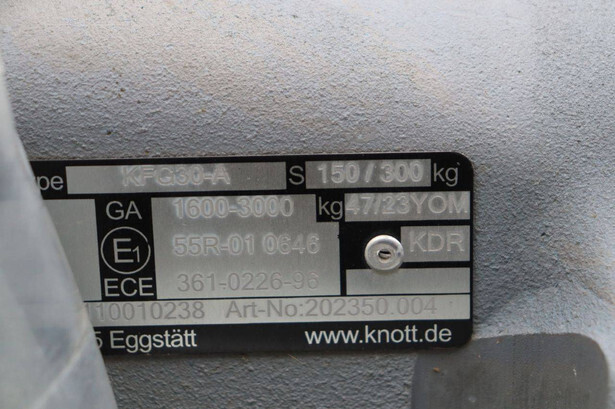 pe KFG30-A S 150 / 300 kg
GA 1600-3000 kg 47/23YOM
E1 55R-01 0646 KDR
ECE 361-0226-96
10010238 Art-No:202350.004
5 Eggstätt www.knott.de